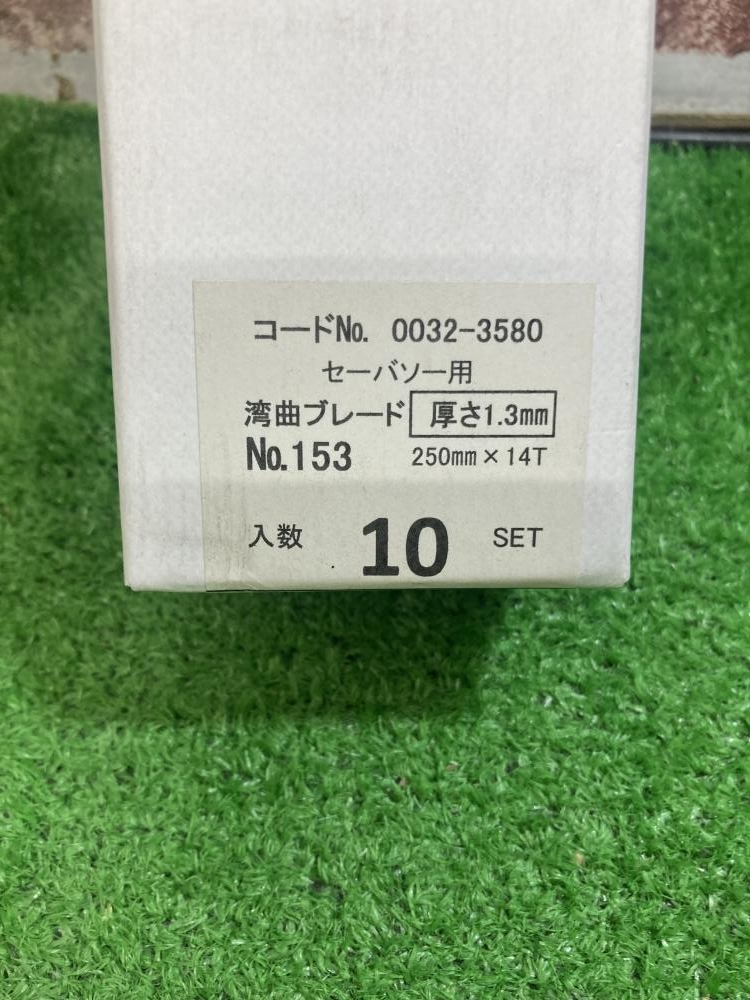 コードNo. 0032-3580
セーバソー用
湾曲ブレード 厚さ1.3mm
No.153 250mm×14T
入数 10 SET